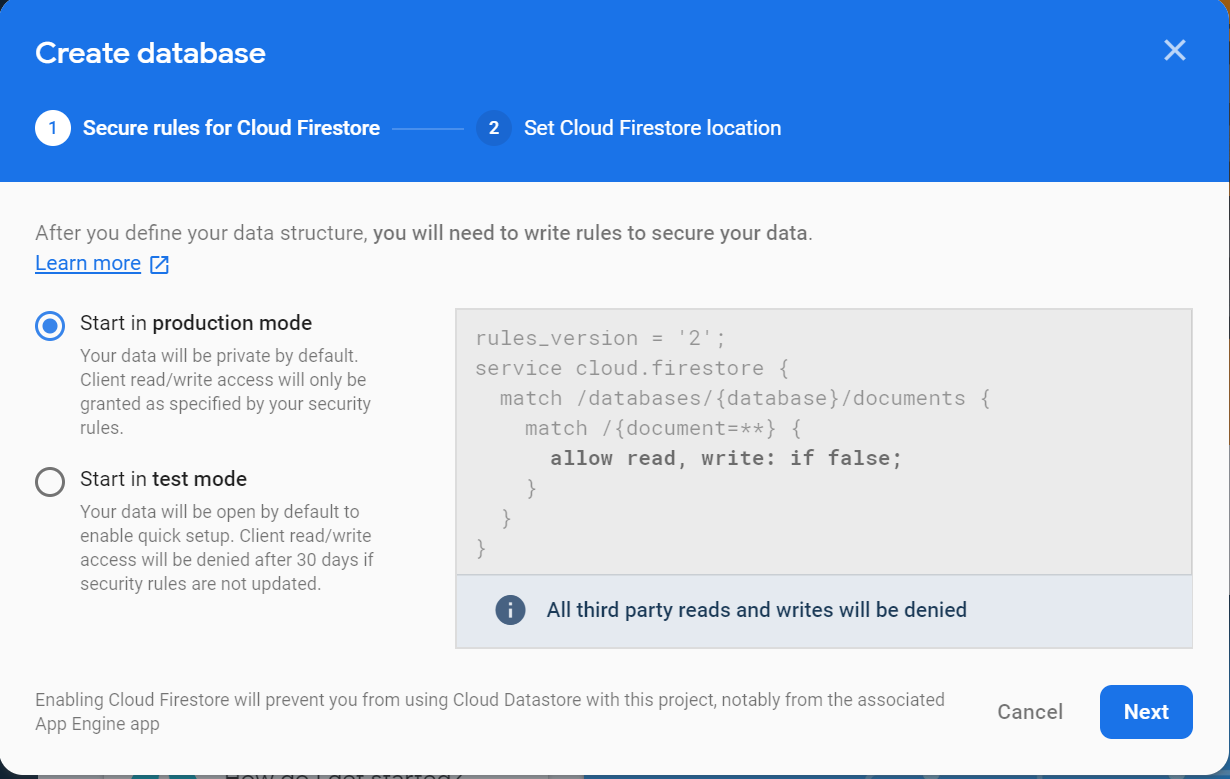 Create database
1 Secure rules for Cloud Firestore
2 Set Cloud Firestore location
After you define your data structure, you will need to write rules to secure your data.
Learn more
Start in production mode
Your data will be private by default.
Client read/write access will only be
granted as specified by your security
rules.
Start in test mode
Your data will be open by default to
enable quick setup. Client read/write
access will be denied after 30 days if
security rules are not updated.
rules_version = '2';
service cloud.firestore {
match /databases/{database}/documents {
match /{document=**} {
allow read, write: if false;
}
}
}
All third party reads and writes will be denied
Enabling Cloud Firestore will prevent you from using Cloud Datastore with this project, notably from the associated
App Engine app
Cancel
Next
How do I get started?